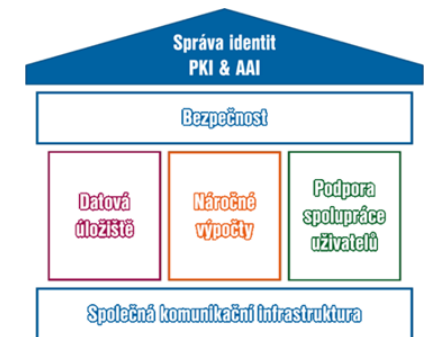 Správa identit
PKI & AAI
Bezpečnost
Datová
úložiště
Náročné
výpočty
Podpora
spolupráce
uživatelů
Společná komunikační infrastruktura